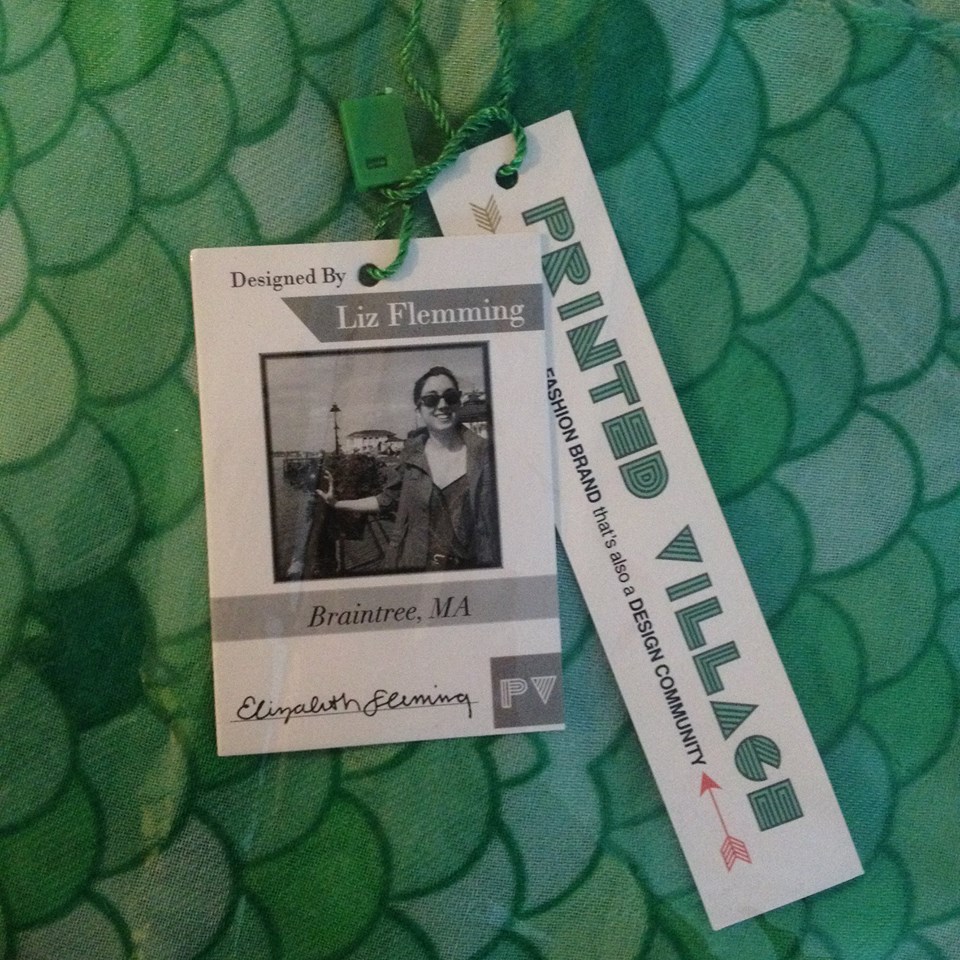 Designed By
Liz Flemming
Braintree, MA
Elizabeth Fleming
PV
PRINTED VILLAGE
FASHION BRAND that's also a DESIGN COMMUNITY